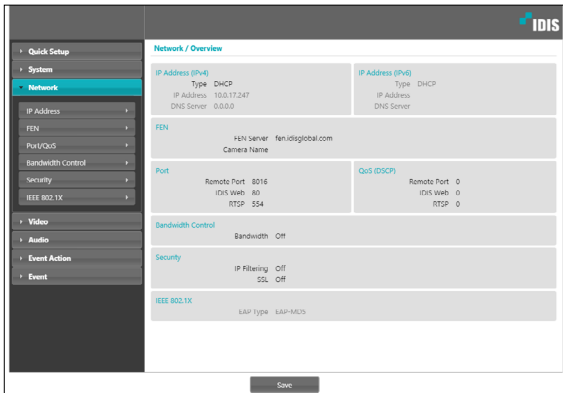 IDIS
Quick Setup
System
Network
IP Address
FEN
Port/QoS
Bandwidth Control
Security
IEEE 802.1X
Video
Audio
Event Action
Event
Network / Overview
IP Address (IPv4)
Type DHCP
IP Address 10.0.17.247
DNS Server 0.0.0.0
IP Address (IPv6)
Type DHCP
IP Address
DNS Server
FEN
FEN Server fen.idisglobal.com
Camera Name
Port
Remote Port 8016
IDIS Web 80
RTSP 554
QoS (DSCP)
Remote Port 0
IDIS Web 0
RTSP 0
Bandwidth Control
Bandwidth Off
Security
IP Filtering Off
SSL Off
IEEE 802.1X
EAP Type EAP-MD5
Save